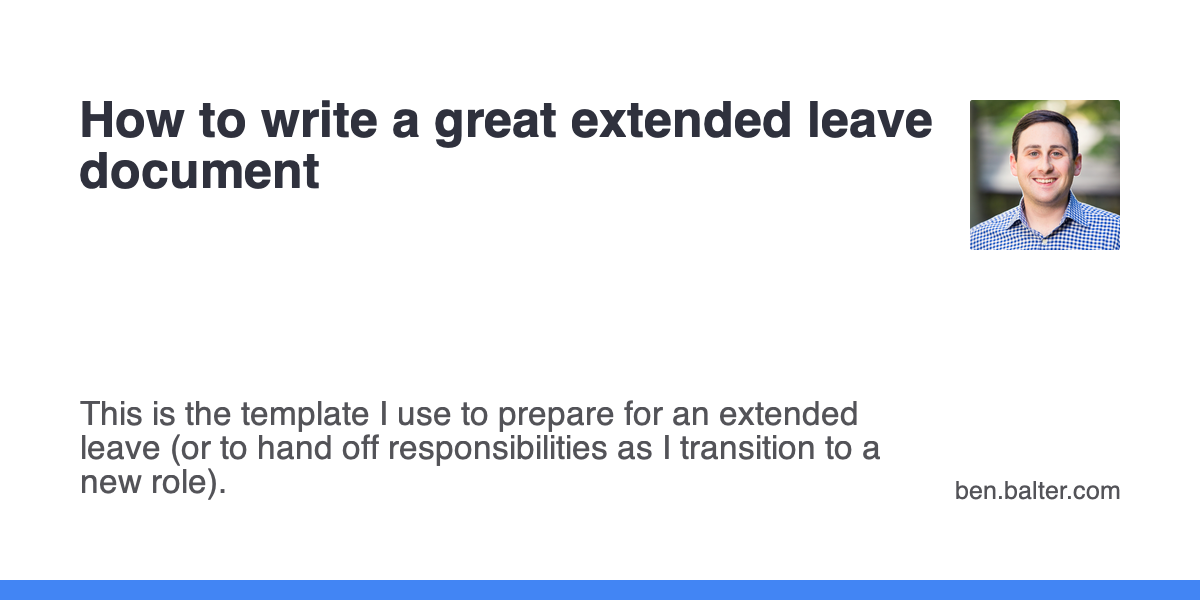 How to write a great extended leave
document
This is the template I use to prepare for an extended
leave (or to hand off responsibilities as I transition to a
new role).
ben.balter.com